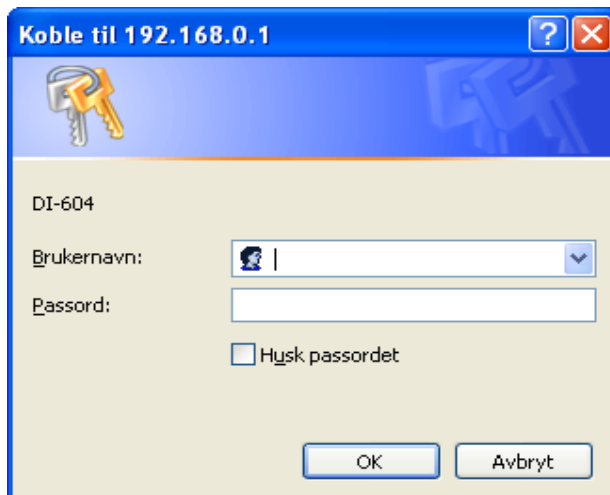 Koble til 192.168.0.1
DI-604
Brukernavn:
Passord:
Husk passordet
OK Avbryt